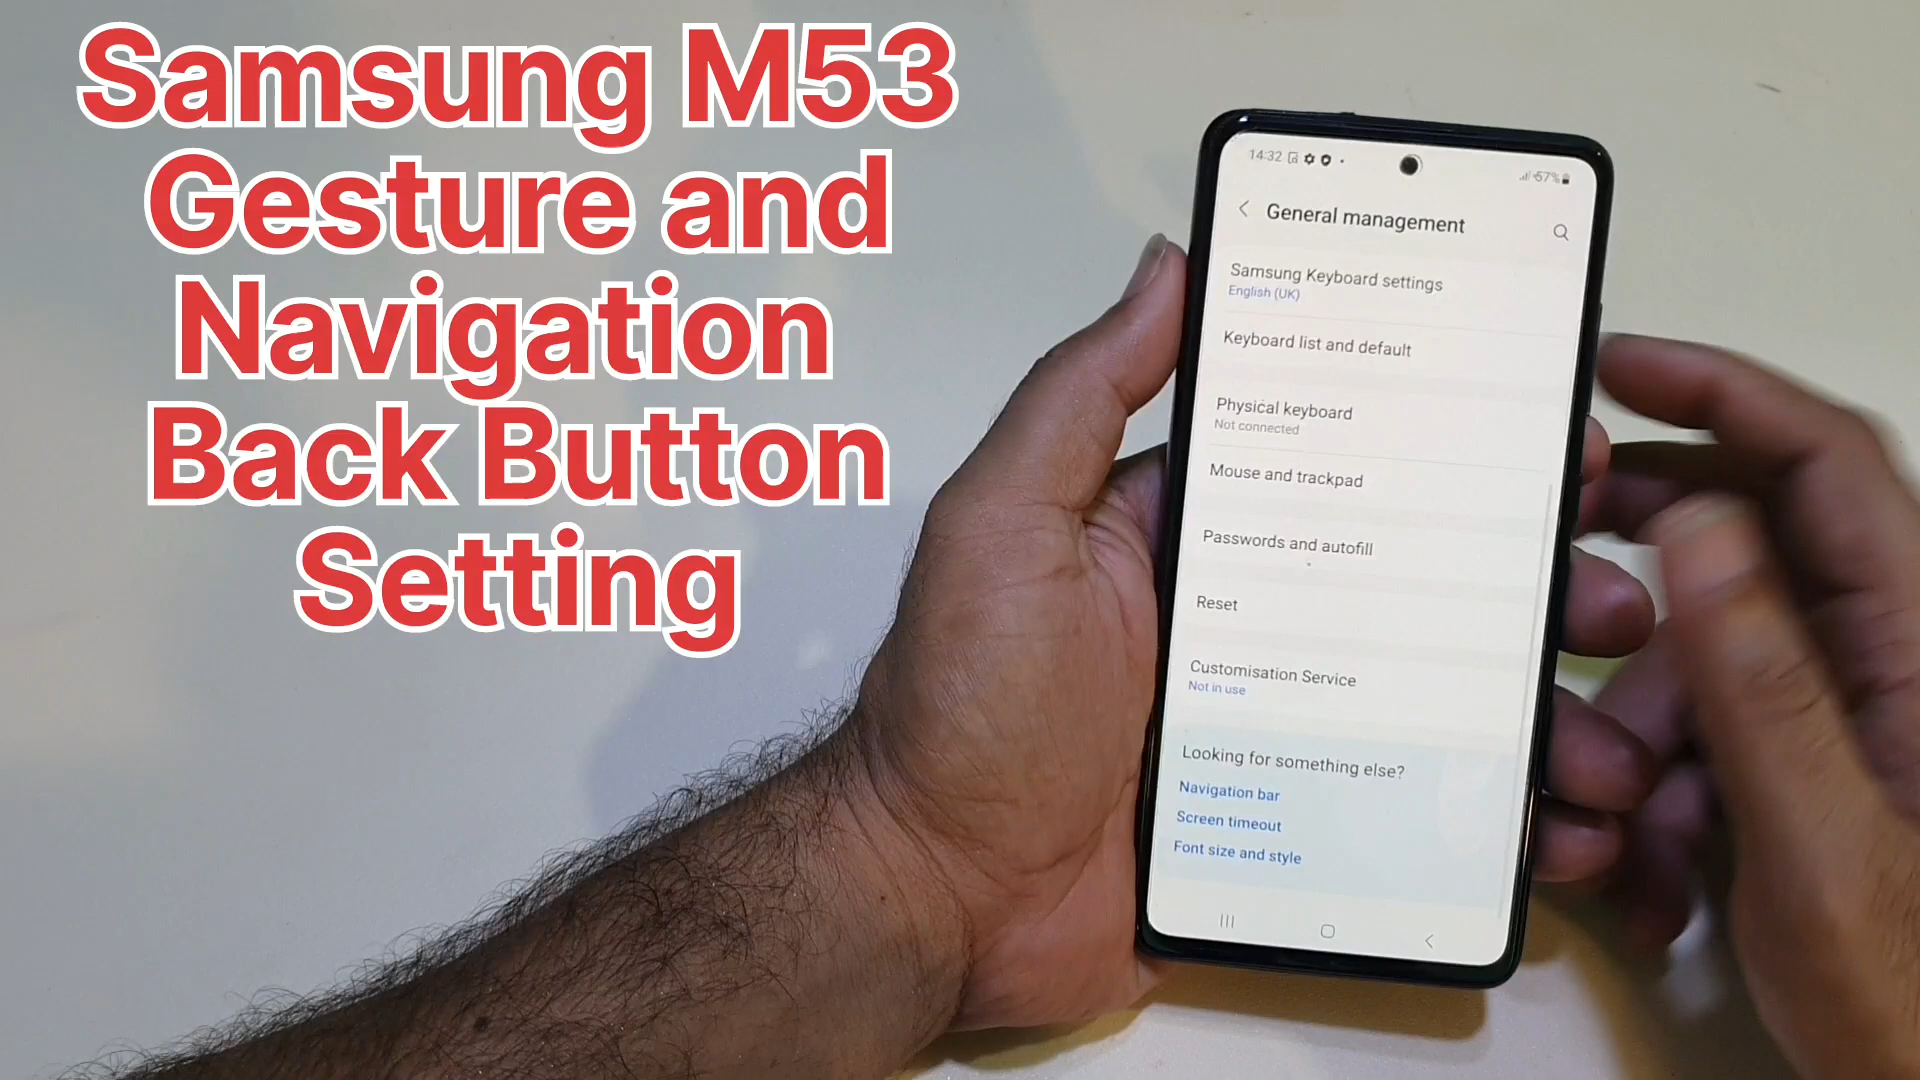 Samsung M53
Gesture and
Navigation
Back Button
Setting
14:32
57%
General management
Samsung Keyboard settings
English (UK)
Keyboard list and default
Physical keyboard
Not connected
Mouse and trackpad
Passwords and autofill
Reset
Customisation Service
Not in use
Looking for something else?
Navigation bar
Screen timeout
Font size and style